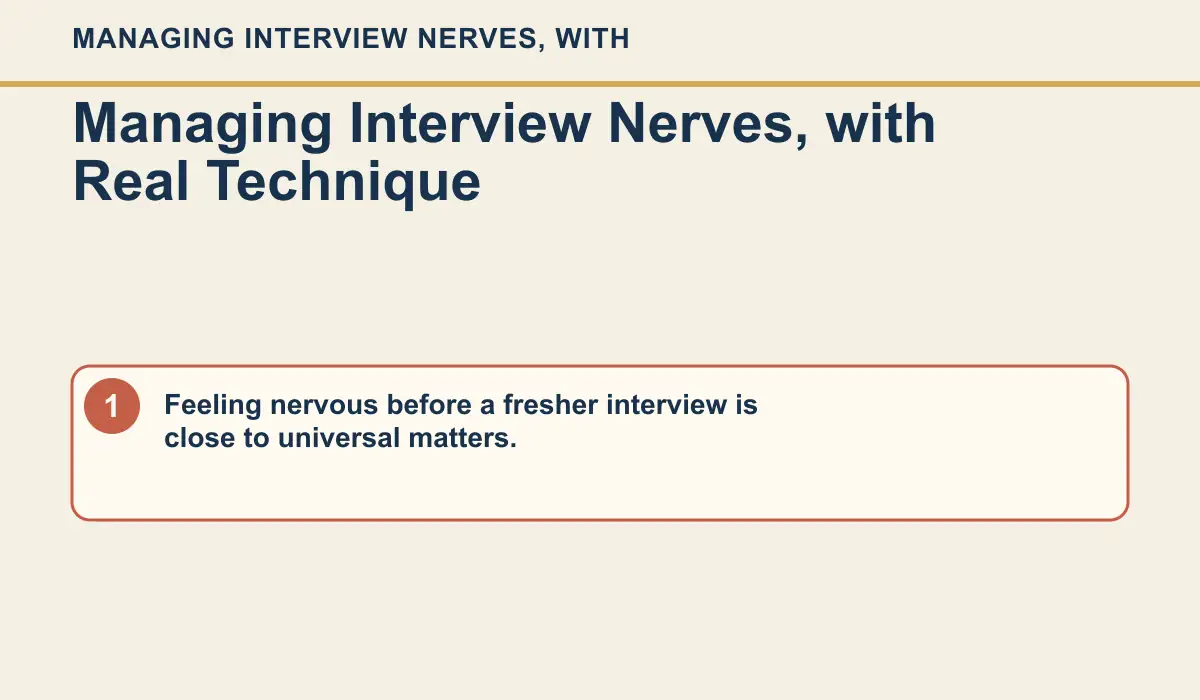 MANAGING INTERVIEW NERVES, WITH
Managing Interview Nerves, with
Real Technique
1
Feeling nervous before a fresher interview is
close to universal matters.